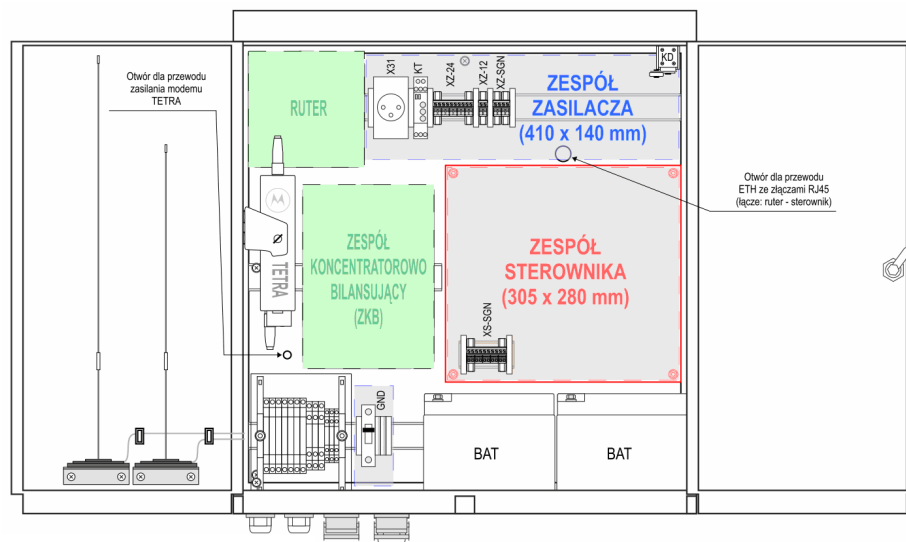 Otwór dla przewodu
zasilania modemu
TETRA
RUTER
X31
KT
XZ-24
XZ-12
XZ-SGN
KD
ZESPÓŁ
ZASILACZA
(410 x 140 mm)
Otwór dla przewodu
ETH ze złączami RJ45
(łącze: ruter - sterownik)
TETRA
ZESPÓŁ
KONCENTRATOROWO
BILANSUJĄCY
(ZKB)
ZESPÓŁ
STEROWNIKA
(305 x 280 mm)
XS-SGN
GND
BAT
BAT